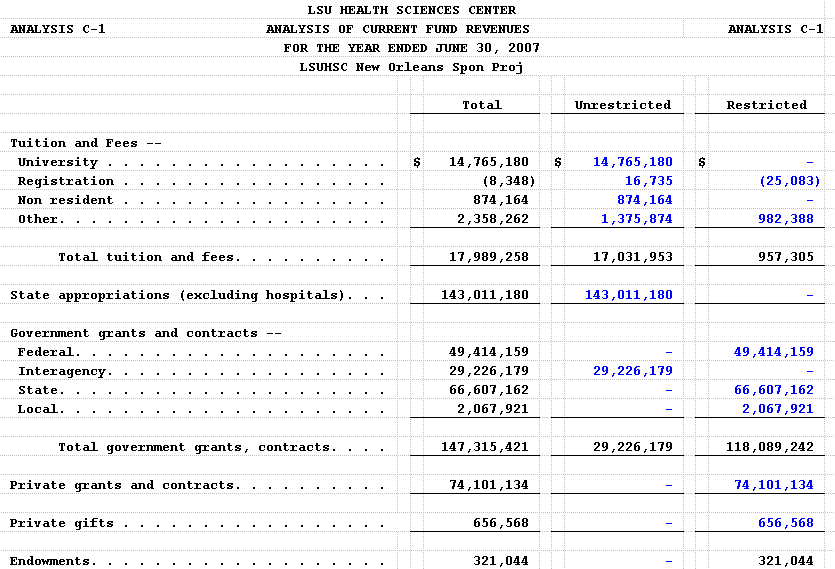 LSU HEALTH SCIENCES CENTER
ANALYSIS C-1 ANALYSIS OF CURRENT FUND REVENUES ANALYSIS C-1
FOR THE YEAR ENDED JUNE 30, 2007
LSUHSC New Orleans Spon Proj
Total Unrestricted Restricted
Tuition and Fees --
University . . . . . . . . . . . . . . . . . . $ 14,765,180 $ 14,765,180 $ -
Registration . . . . . . . . . . . . . . . . . (8,348) 16,735 (25,083)
Non resident . . . . . . . . . . . . . . . . . 874,164 874,164 -
Other. . . . . . . . . . . . . . . . . . . . . 2,358,262 1,375,874 982,388
Total tuition and fees. . . . . . . . . . 17,989,258 17,031,953 957,305
State appropriations (excluding hospitals). . . 143,011,180 143,011,180 -
Government grants and contracts --
Federal. . . . . . . . . . . . . . . . . . . . 49,414,159 - 49,414,159
Interagency. . . . . . . . . . . . . . . . . . 29,226,179 29,226,179 -
State. . . . . . . . . . . . . . . . . . . . . 66,607,162 - 66,607,162
Local. . . . . . . . . . . . . . . . . . . . . 2,067,921 - 2,067,921
Total government grants, contracts. . . . 147,315,421 29,226,179 118,089,242
Private grants and contracts. . . . . . . . . . 74,101,134 - 74,101,134
Private gifts . . . . . . . . . . . . . . . . . 656,568 - 656,568
Endowments. . . . . . . . . . . . . . . . . . . 321,044 - 321,044